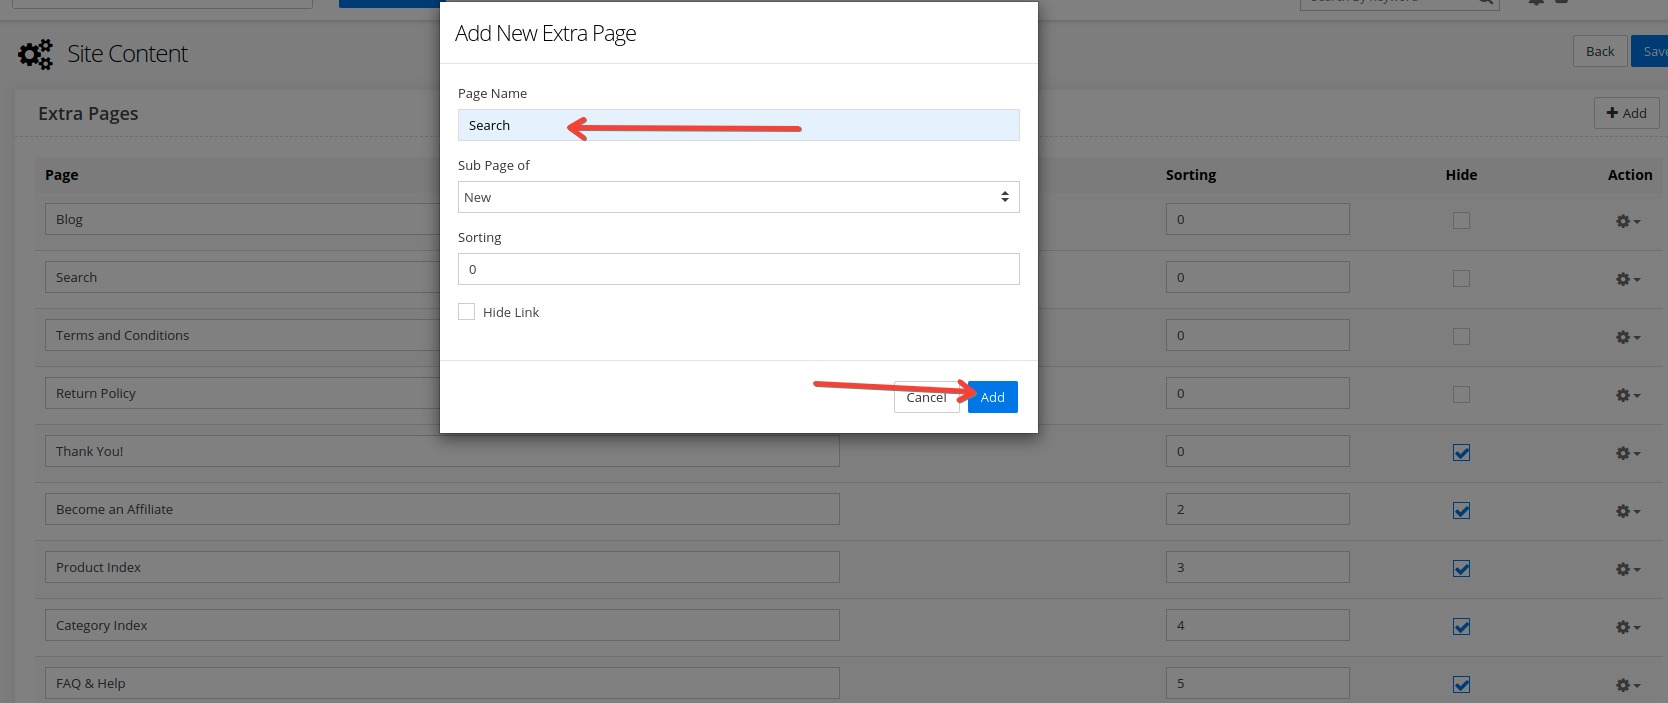 Add New Extra Page
Site Content
Back
Save
Extra Pages
Add
Page Name
Search
Sub Page of
New
Sorting
0
Hide Link
Cancel
Add
Page
Sorting
Hide
Action
Blog
0
Search
0
Terms and Conditions
0
Return Policy
0
Thank You!
0
Become an Affiliate
2
Product Index
3
Category Index
4
FAQ & Help
5